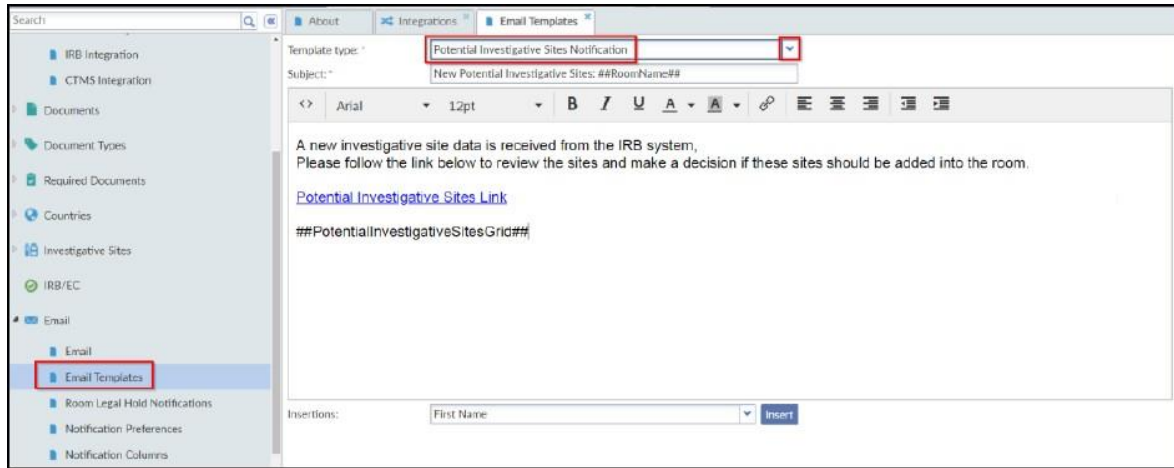 Search
IRB Integration
CTMS Integration
Documents
Document Types
Required Documents
Countries
Investigative Sites
IRB/EC
Email
Email
Email Templates
Room Legal Hold Notifications
Notification Preferences
Notification Columns
About
Integrations
Email Templates
Template type: *
Potential Investigative Sites Notification
Subject: *
New Potential Investigative Sites: ##RoomName##
Arial 12pt B I U A A
A new investigative site data is received from the IRB system,
Please follow the link below to review the sites and make a decision if these sites should be added into the room.
Potential Investigative Sites Link
##PotentialInvestigativeSitesGrid##
Insertions:
First Name
Insert